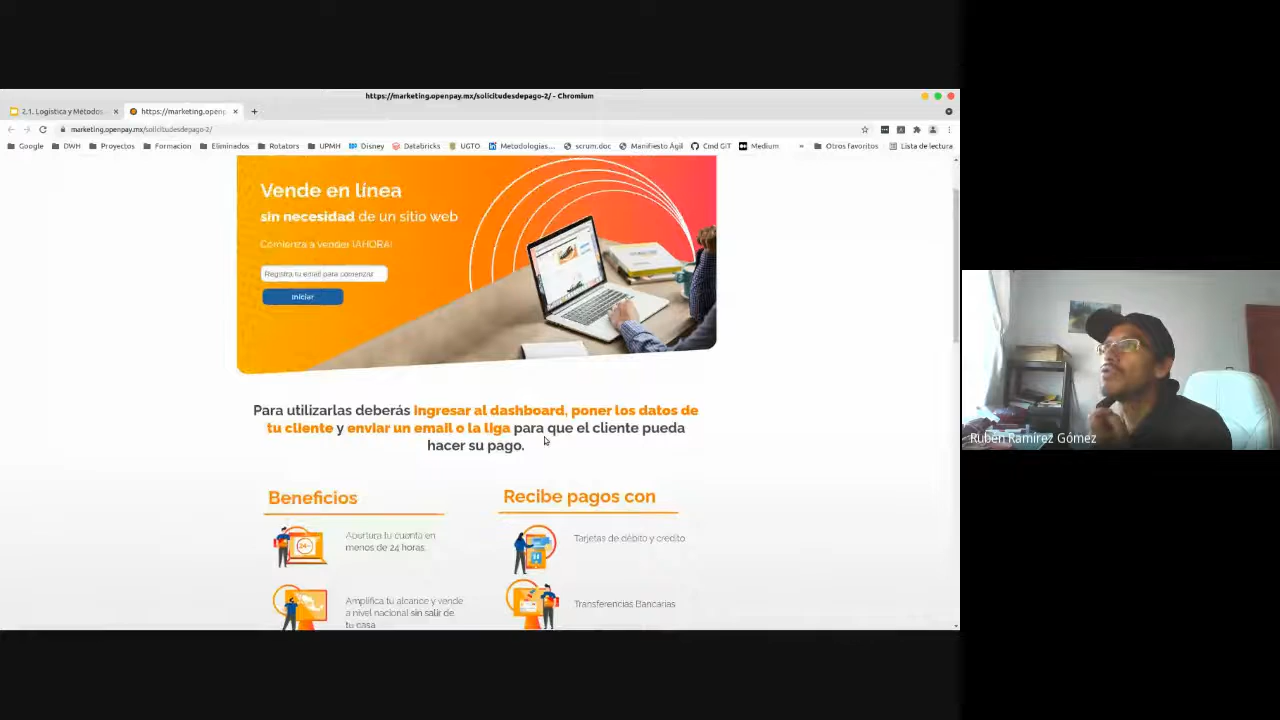 https://marketing.openpay.mx/solicitudesdepago-2/ - Chromium
2.1. Logística y Métodos
https://marketing.openp
marketing.openpay.mx/solicitudesdepago-2/
Google DWH Proyectos Formacion Eliminados Rotators UPMH Disney Databricks UGTO Metodologías... scrum.doc Manifiesto Ágil Cmd GIT Medium » Otros favoritos Lista de lectura
Vende en línea
sin necesidad de un sitio web
Comienza a vender ¡AHORA!
Registra tu email para comenzar
Iniciar
Para utilizarlas deberás ingresar al dashboard, poner los datos de
tu cliente y enviar un email o la liga para que el cliente pueda
hacer su pago.
Beneficios
Abertura tu cuenta en
menos de 24 horas.
Amplifica tu alcance y vende
a nivel nacional sin salir de
tu casa
Recibe pagos con
Tarjetas de débito y crédito
Transferencias Bancarias
Rubén Ramírez Gómez